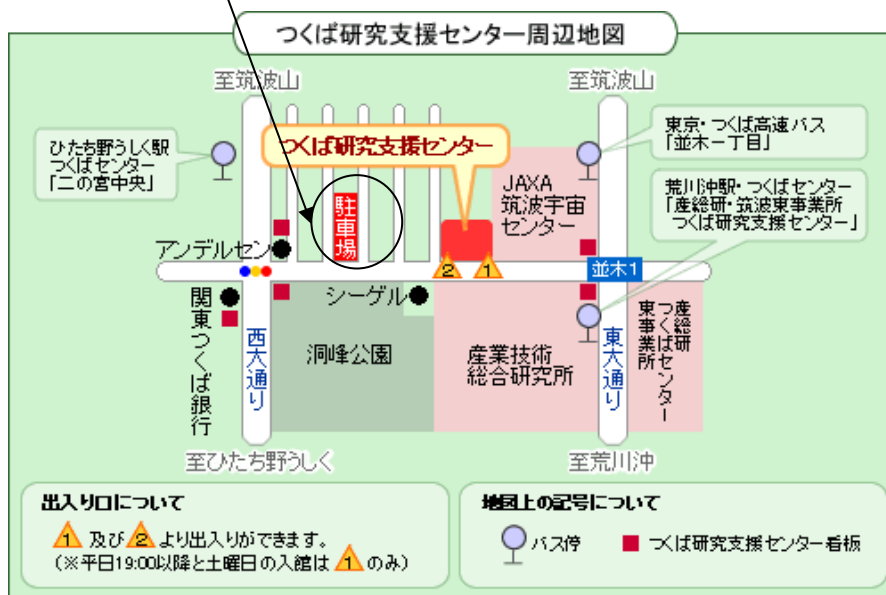 つくば研究支援センター周辺地図
至筑波山
至筑波山
ひたち野うしく駅
つくばセンター
「二の宮中央」
つくば研究支援センター
東京・つくば高速バス
「並木一丁目」
JAXA
筑波宇宙
センター
荒川沖駅・つくばセンター
「産総研・筑波東事業所
つくば研究支援センター」
駐車場
アンデルセン
2
1
並木1
シーゲル
関東つくば銀行
西大通り
洞峰公園
産業技術
総合研究所
東大通り
産総研
つくばセンター
東事業所
至ひたち野うしく
至荒川沖
出入り口について
1 及び 2 より出入りができます。
(※平日19:00以降と土曜日の入館は 1 のみ)
地図上の記号について
バス停
つくば研究支援センター看板